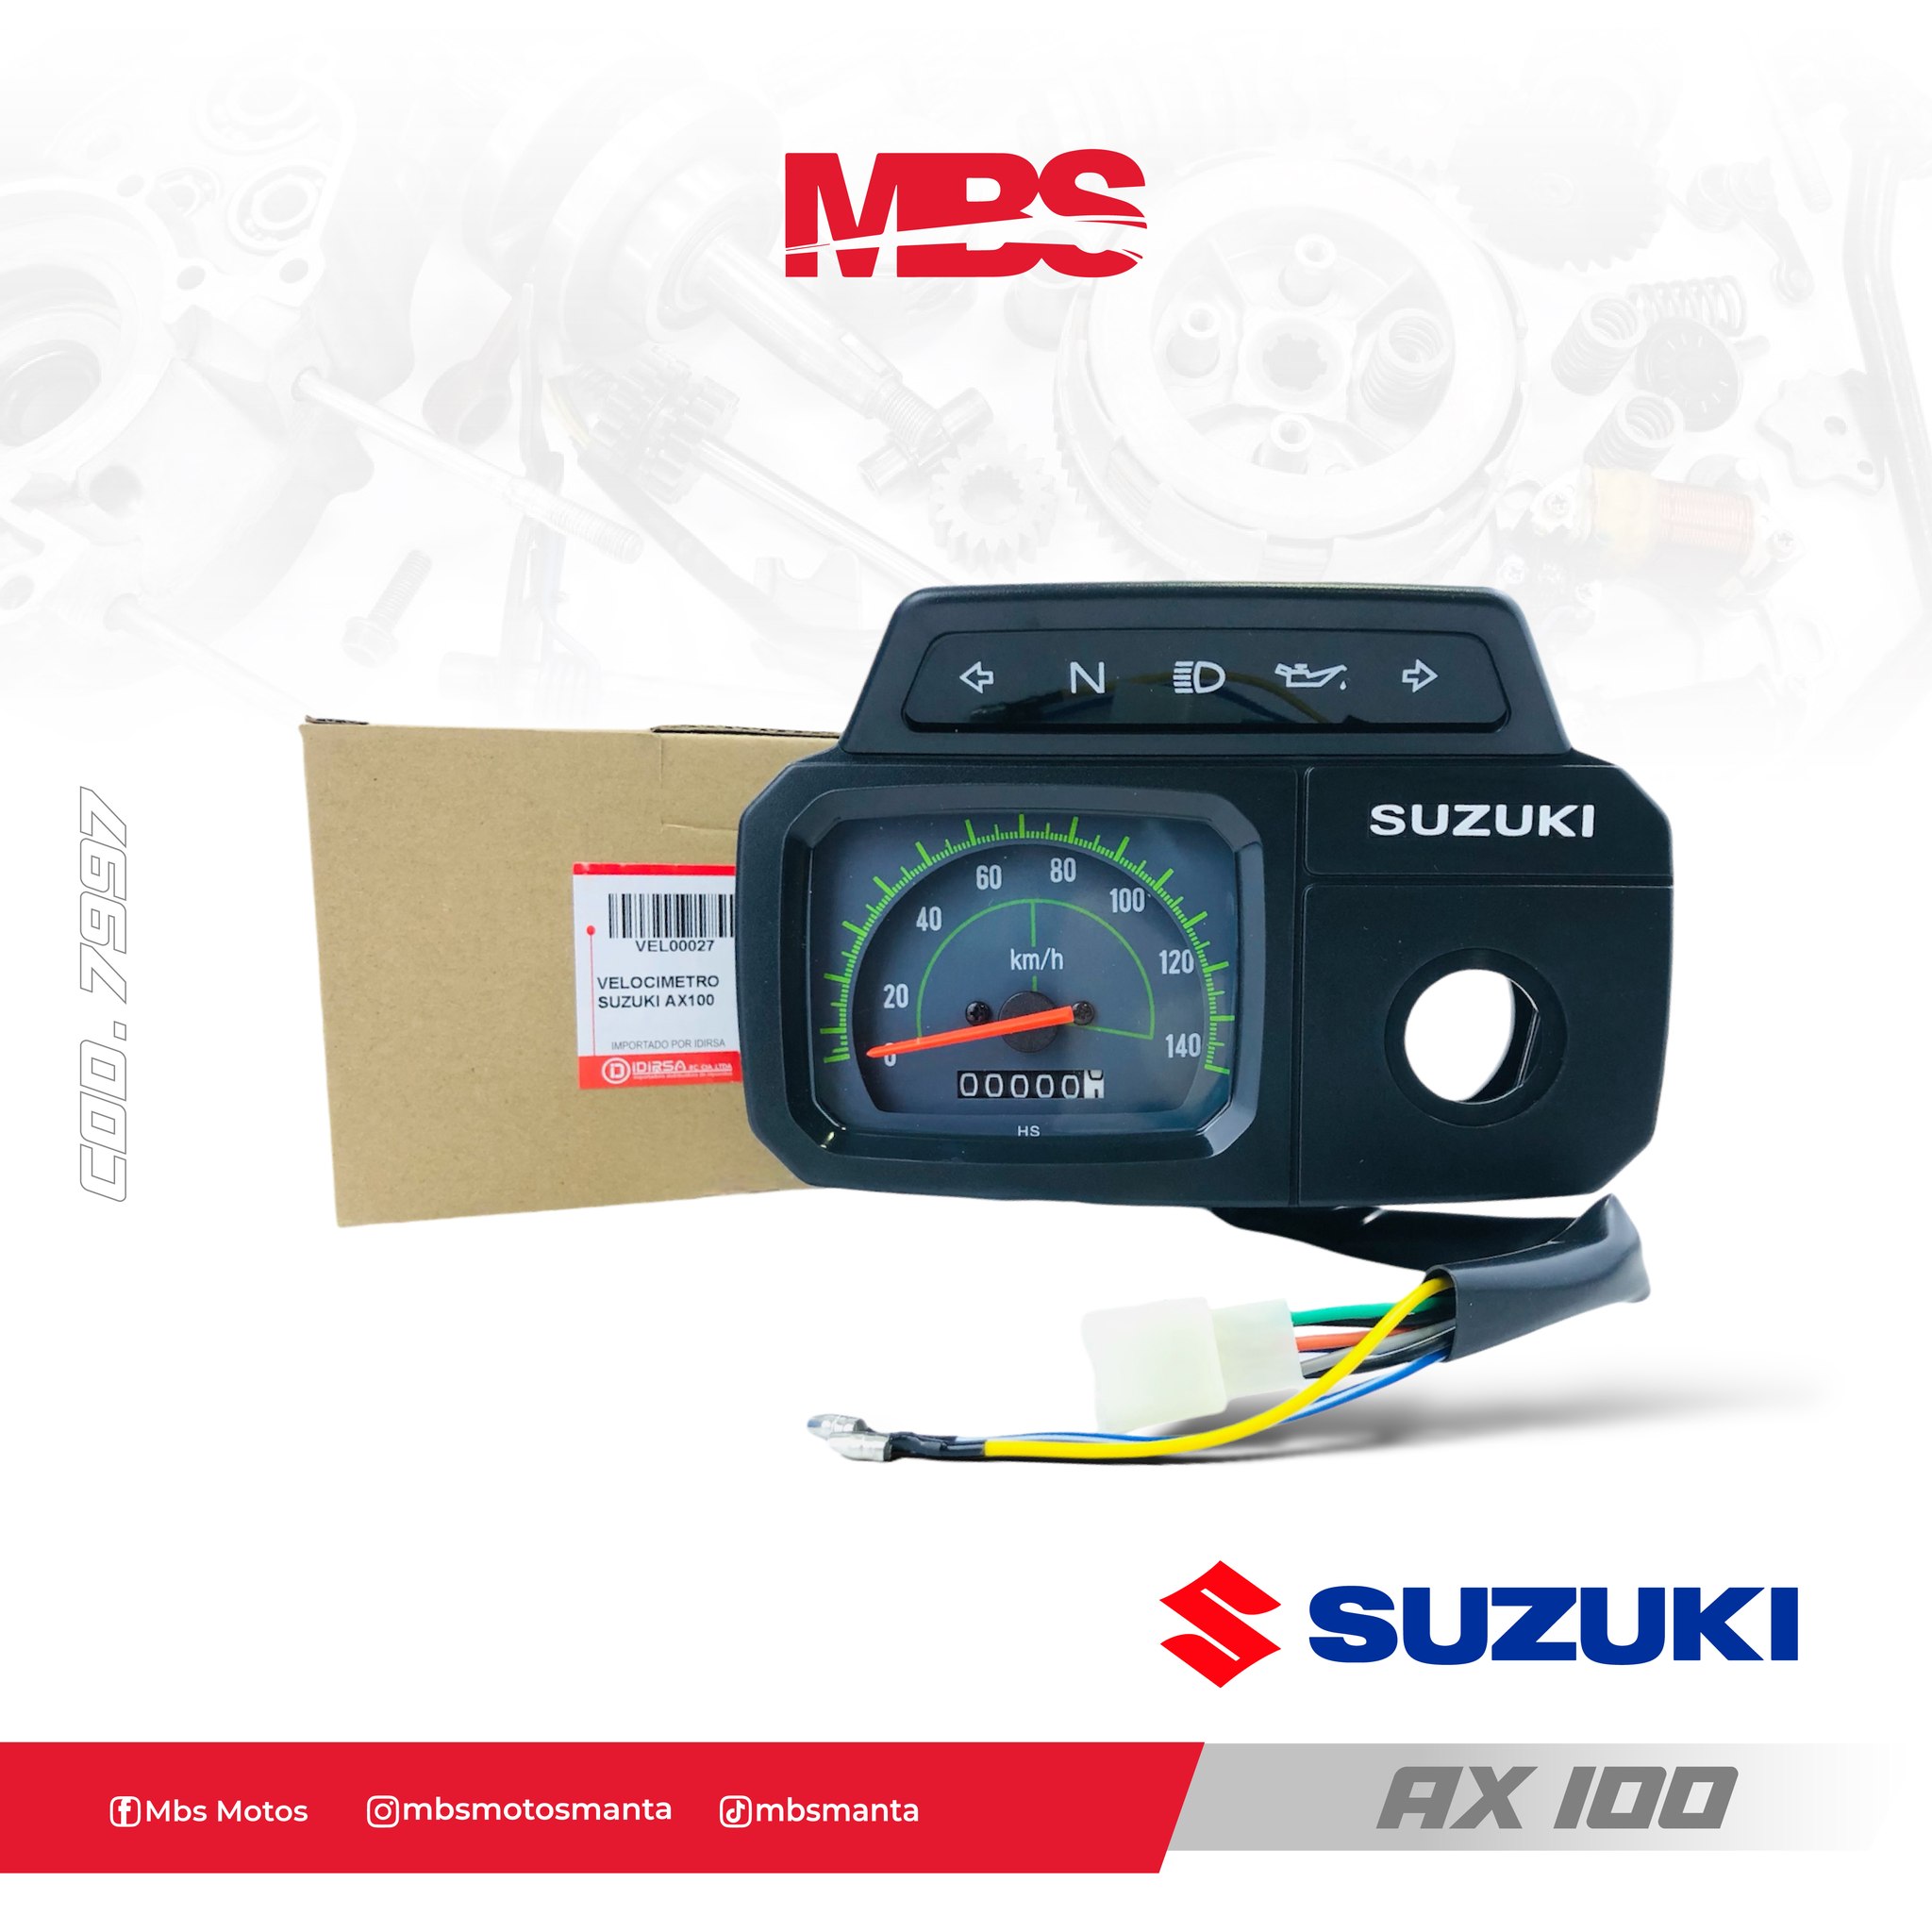 MBS
COD. 7997
N
SUZUKI
60
80
40
100
km/h
120
20
140
0
00000
HS
VEL00027
VELOCIMETRO
SUZUKI AX100
IMPORTADO POR IDIRSA
IDIRSA
SUZUKI
AX 100
Mbs Motos
mbsmotosmanta
mbsmanta